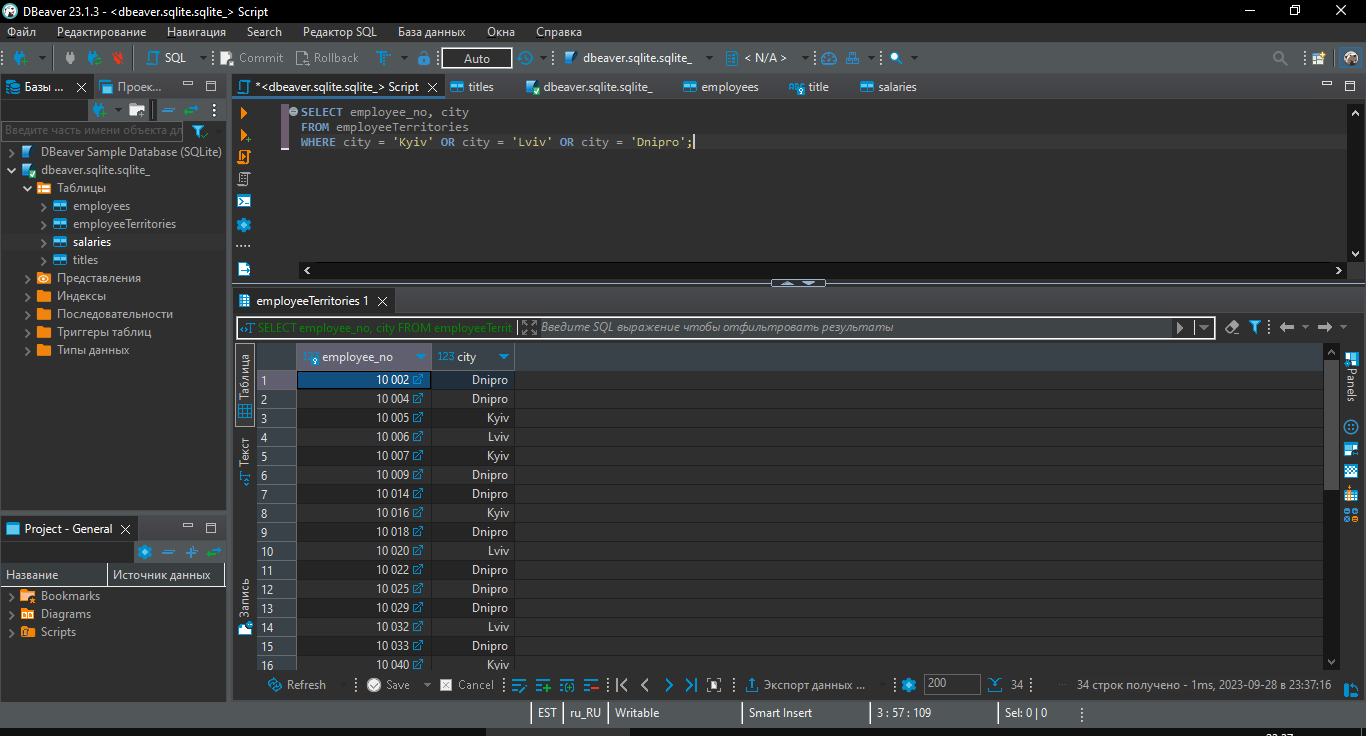 DBeaver 23.1.3 - <dbeaver.sqlite.sqlite_> Script
Файл Редактирование Навигация Search Редактор SQL База данных Окна Справка
SQL Commit Rollback Auto dbeaver.sqlite.sqlite_ < N/A >
Базы ... Проек...
*<dbeaver.sqlite.sqlite_> Script titles dbeaver.sqlite.sqlite_ employees title salaries
Введите часть имени объекта дл
DBeaver Sample Database (SQLite)
dbeaver.sqlite.sqlite_
Таблицы
employees
employeeTerritories
salaries
titles
Представления
Индексы
Последовательности
Триггеры таблиц
Типы данных
SELECT employee_no, city
FROM employeeTerritories
WHERE city = 'Kyiv' OR city = 'Lviv' OR city = 'Dnipro';
employeeTerritories 1
SELECT employee_no, city FROM employeeTerrit Введите SQL выражение чтобы отфильтровать результаты
Таблица
Текст
Запись
123 employee_no 123 city
1 10 002 Dnipro
2 10 004 Dnipro
3 10 005 Kyiv
4 10 006 Lviv
5 10 007 Kyiv
6 10 009 Dnipro
7 10 014 Dnipro
8 10 016 Kyiv
9 10 018 Dnipro
10 10 020 Lviv
11 10 022 Dnipro
12 10 025 Dnipro
13 10 029 Dnipro
14 10 032 Lviv
15 10 033 Dnipro
16 10 040 Kyiv
Panels
Project - General
Название Источник данных
Bookmarks
Diagrams
Scripts
Refresh Save Cancel Экспорт данных ... 200 34 34 строк получено - 1ms, 2023-09-28 в 23:37:16
EST ru_RU Writable Smart Insert 3 : 57 : 109 Sel: 0 | 0